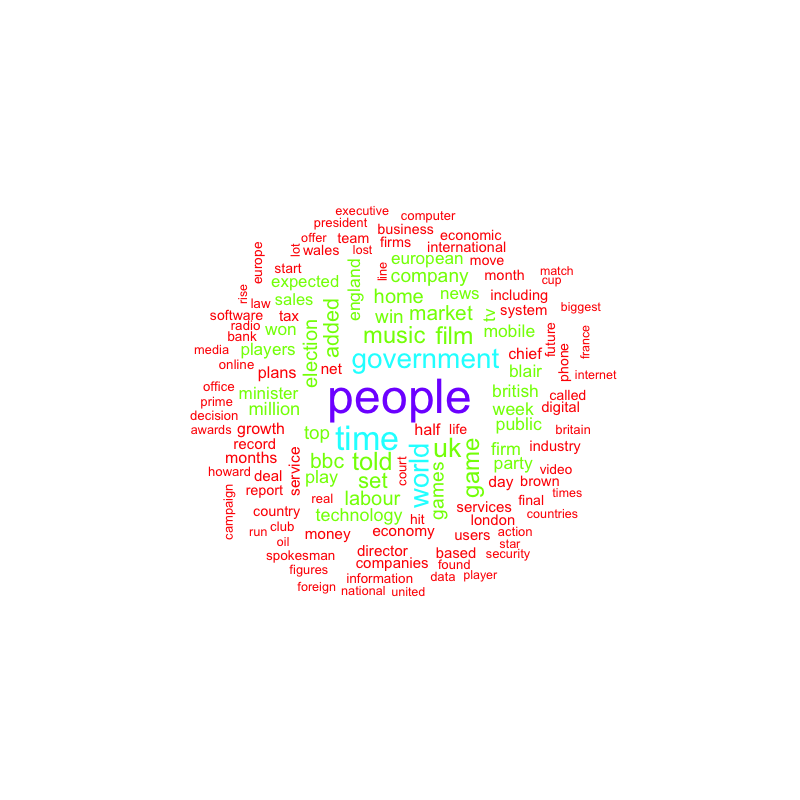 executive
president
computer
offer
team
business
economic
wales
lost
firms
international
europe
lot
start
line
european
move
expected
england
company
month
match
cup
rise
law
sales
home
news
including
biggest
software
tax
added
win
market
tv
system
radio
won
music
film
mobile
future
france
bank
media
players
election
government
chief
phone
online
plans
net
blair
internet
office
minister
people
british
called
prime
million
week
digital
decision
public
awards
growth
top
time
half
life
uk
britain
record
firm
industry
months
bbc
told
world
game
party
howard
deal
service
play
set
court
games
day
brown
video
report
real
labour
final
times
campaign
country
technology
hit
services
countries
run
club
money
economy
london
oil
users
action
spokesman
director
based
star
security
figures
companies
found
foreign
information
data
player
national
united